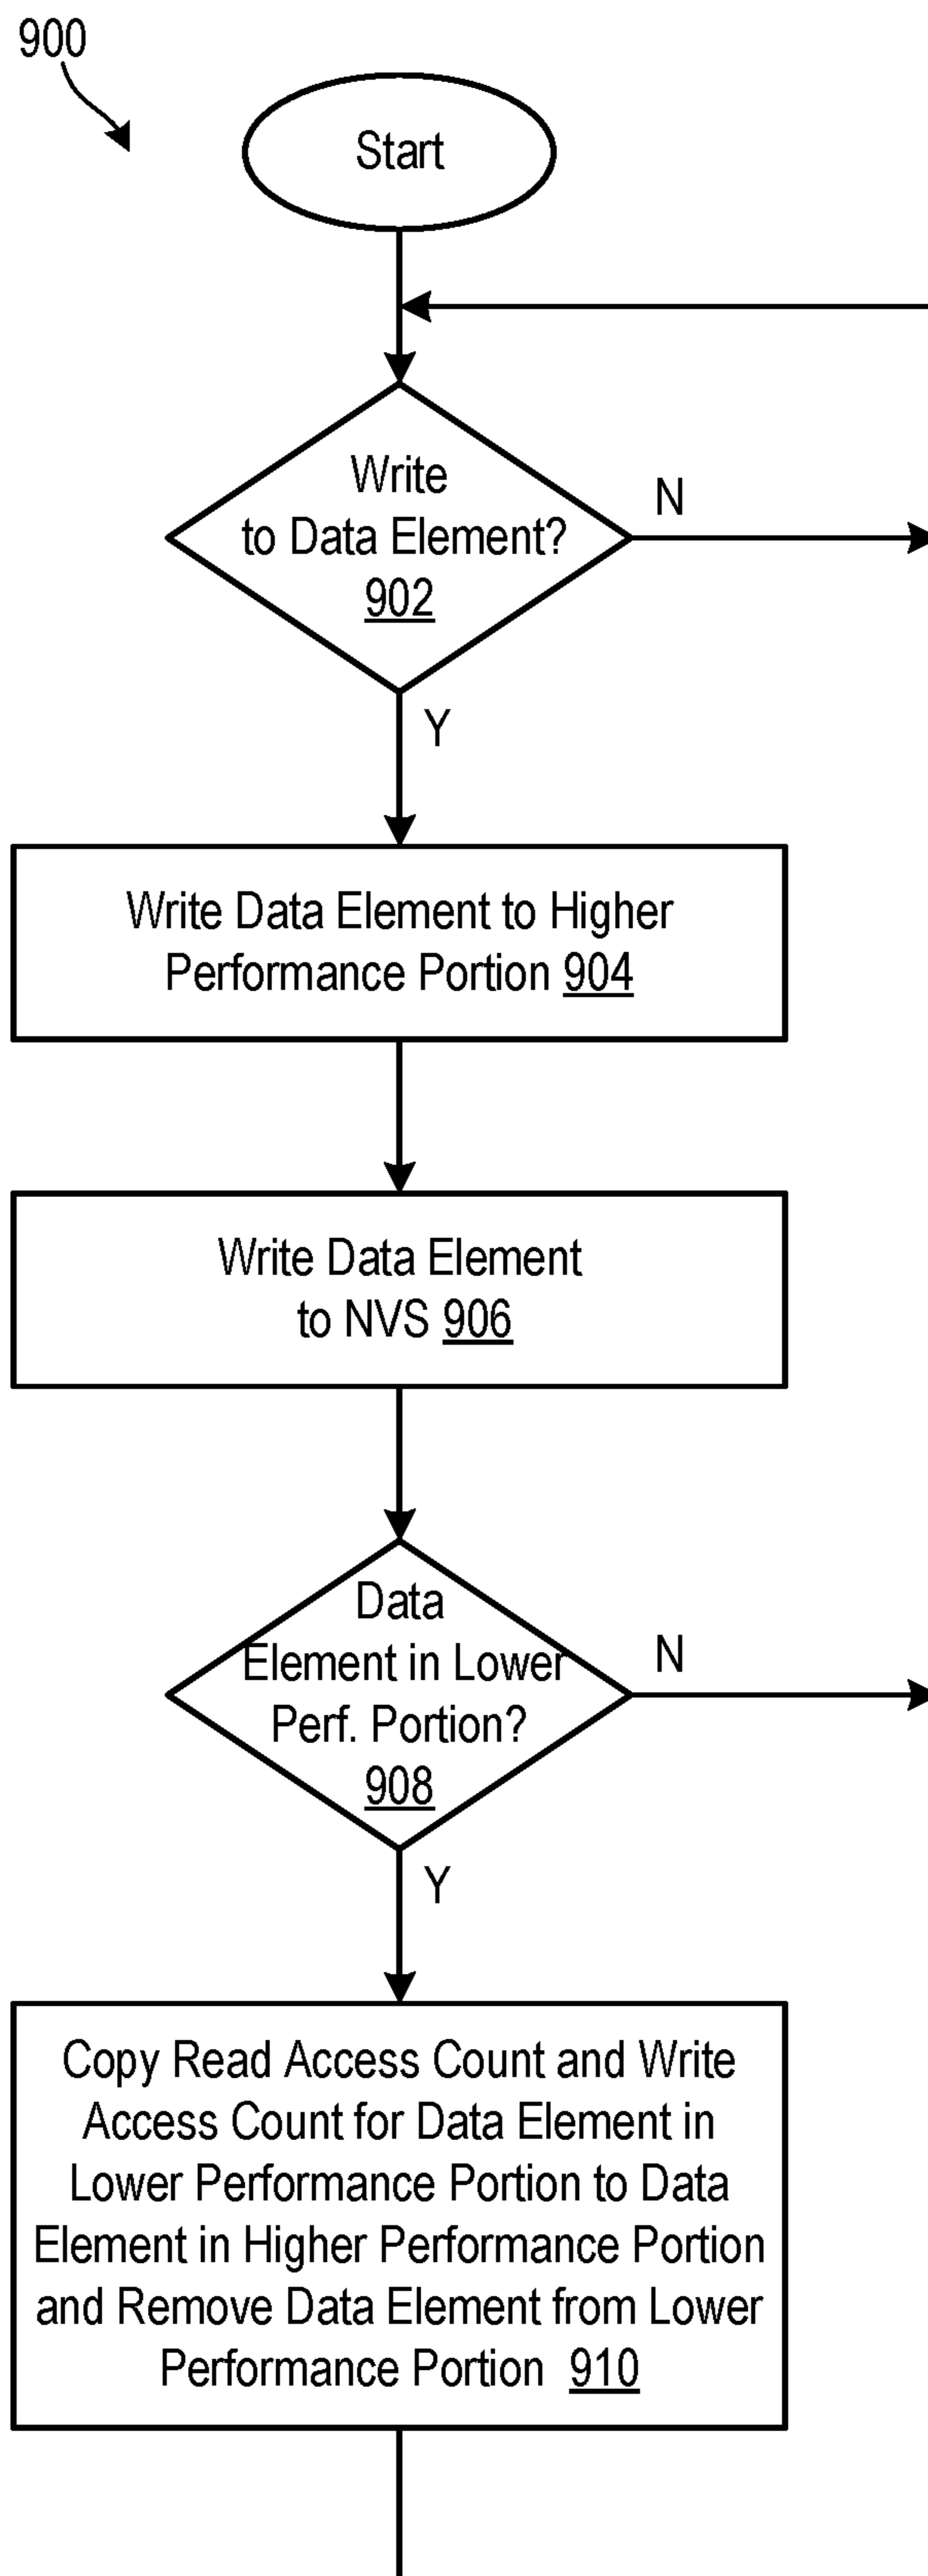 900
Start
Write
to Data Element?
902
N
Y
Write Data Element to Higher
Performance Portion 904
Write Data Element
to NVS 906
Data
Element in Lower
Perf. Portion?
908
N
Y
Copy Read Access Count and Write
Access Count for Data Element in
Lower Performance Portion to Data
Element in Higher Performance Portion
and Remove Data Element from Lower
Performance Portion 910